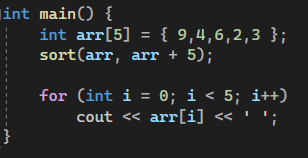 int main() {
    int arr[5] = { 9,4,6,2,3 };
    sort(arr, arr + 5);

    for (int i = 0; i < 5; i++)
        cout << arr[i] << ' ';
}